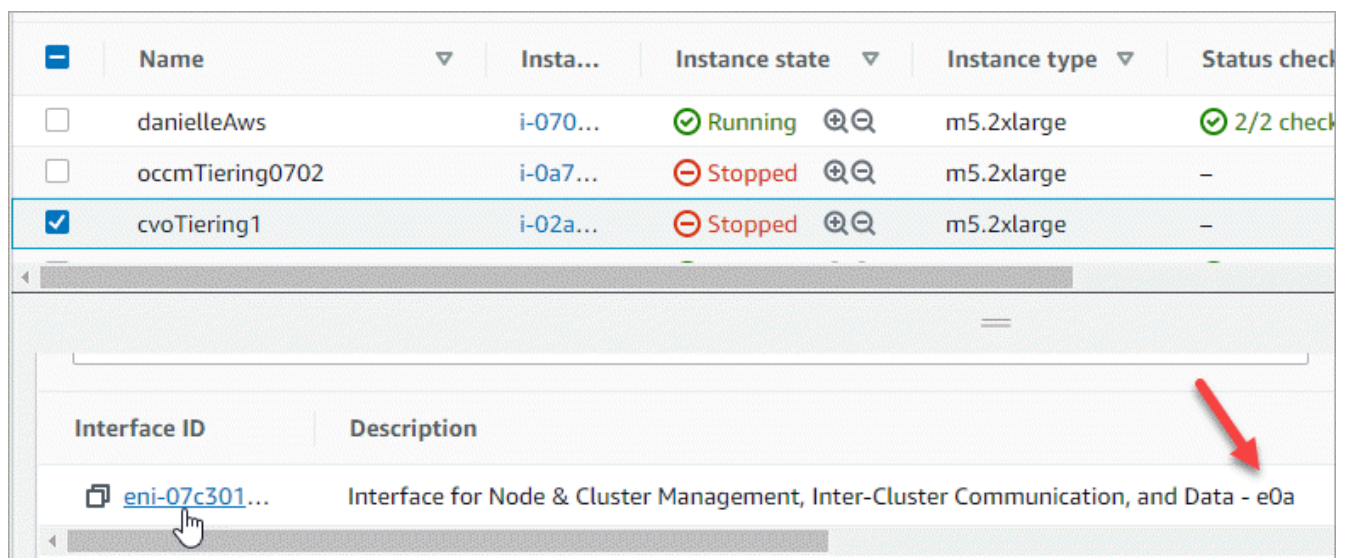 Name Insta... Instance state Instance type Status check
danielleAws i-070... Running m5.2xlarge 2/2 check
occmTiering0702 i-0a7... Stopped m5.2xlarge –
cvoTiering1 i-02a... Stopped m5.2xlarge –
Interface ID Description
eni-07c301... Interface for Node & Cluster Management, Inter-Cluster Communication, and Data - e0a